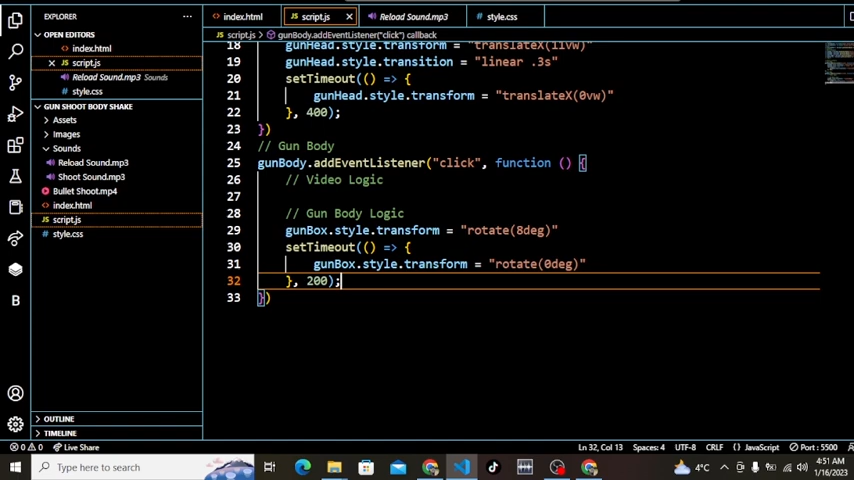 EXPLORER
index.html
script.js
Reload Sound.mp3
style.css
OPEN EDITORS
script.js > gunBody.addEventListener("click") callback
index.html
script.js
Reload Sound.mp3 Sounds
style.css
GUN SHOOT BODY SHAKE
Assets
Images
Sounds
Reload Sound.mp3
Shoot Sound.mp3
Bullet Shoot.mp4
index.html
script.js
style.css
18 gunHead.style.transform = "translateX(11vw)"
19 gunHead.style.transition = "linear .3s"
20 setTimeout(() => {
21 gunHead.style.transform = "translateX(0vw)"
22 }, 400);
23 })
24 // Gun Body
25 gunBody.addEventListener("click", function () {
26 // Video Logic
27
28 // Gun Body Logic
29 gunBox.style.transform = "rotate(8deg)"
30 setTimeout(() => {
31 gunBox.style.transform = "rotate(0deg)"
32 }, 200);
33 })
OUTLINE
TIMELINE
0 0 Live Share
Ln 32, Col 13 Spaces: 4 UTF-8 CRLF {} JavaScript Port : 5500
Type here to search
4°C
4:51 AM
1/16/2023